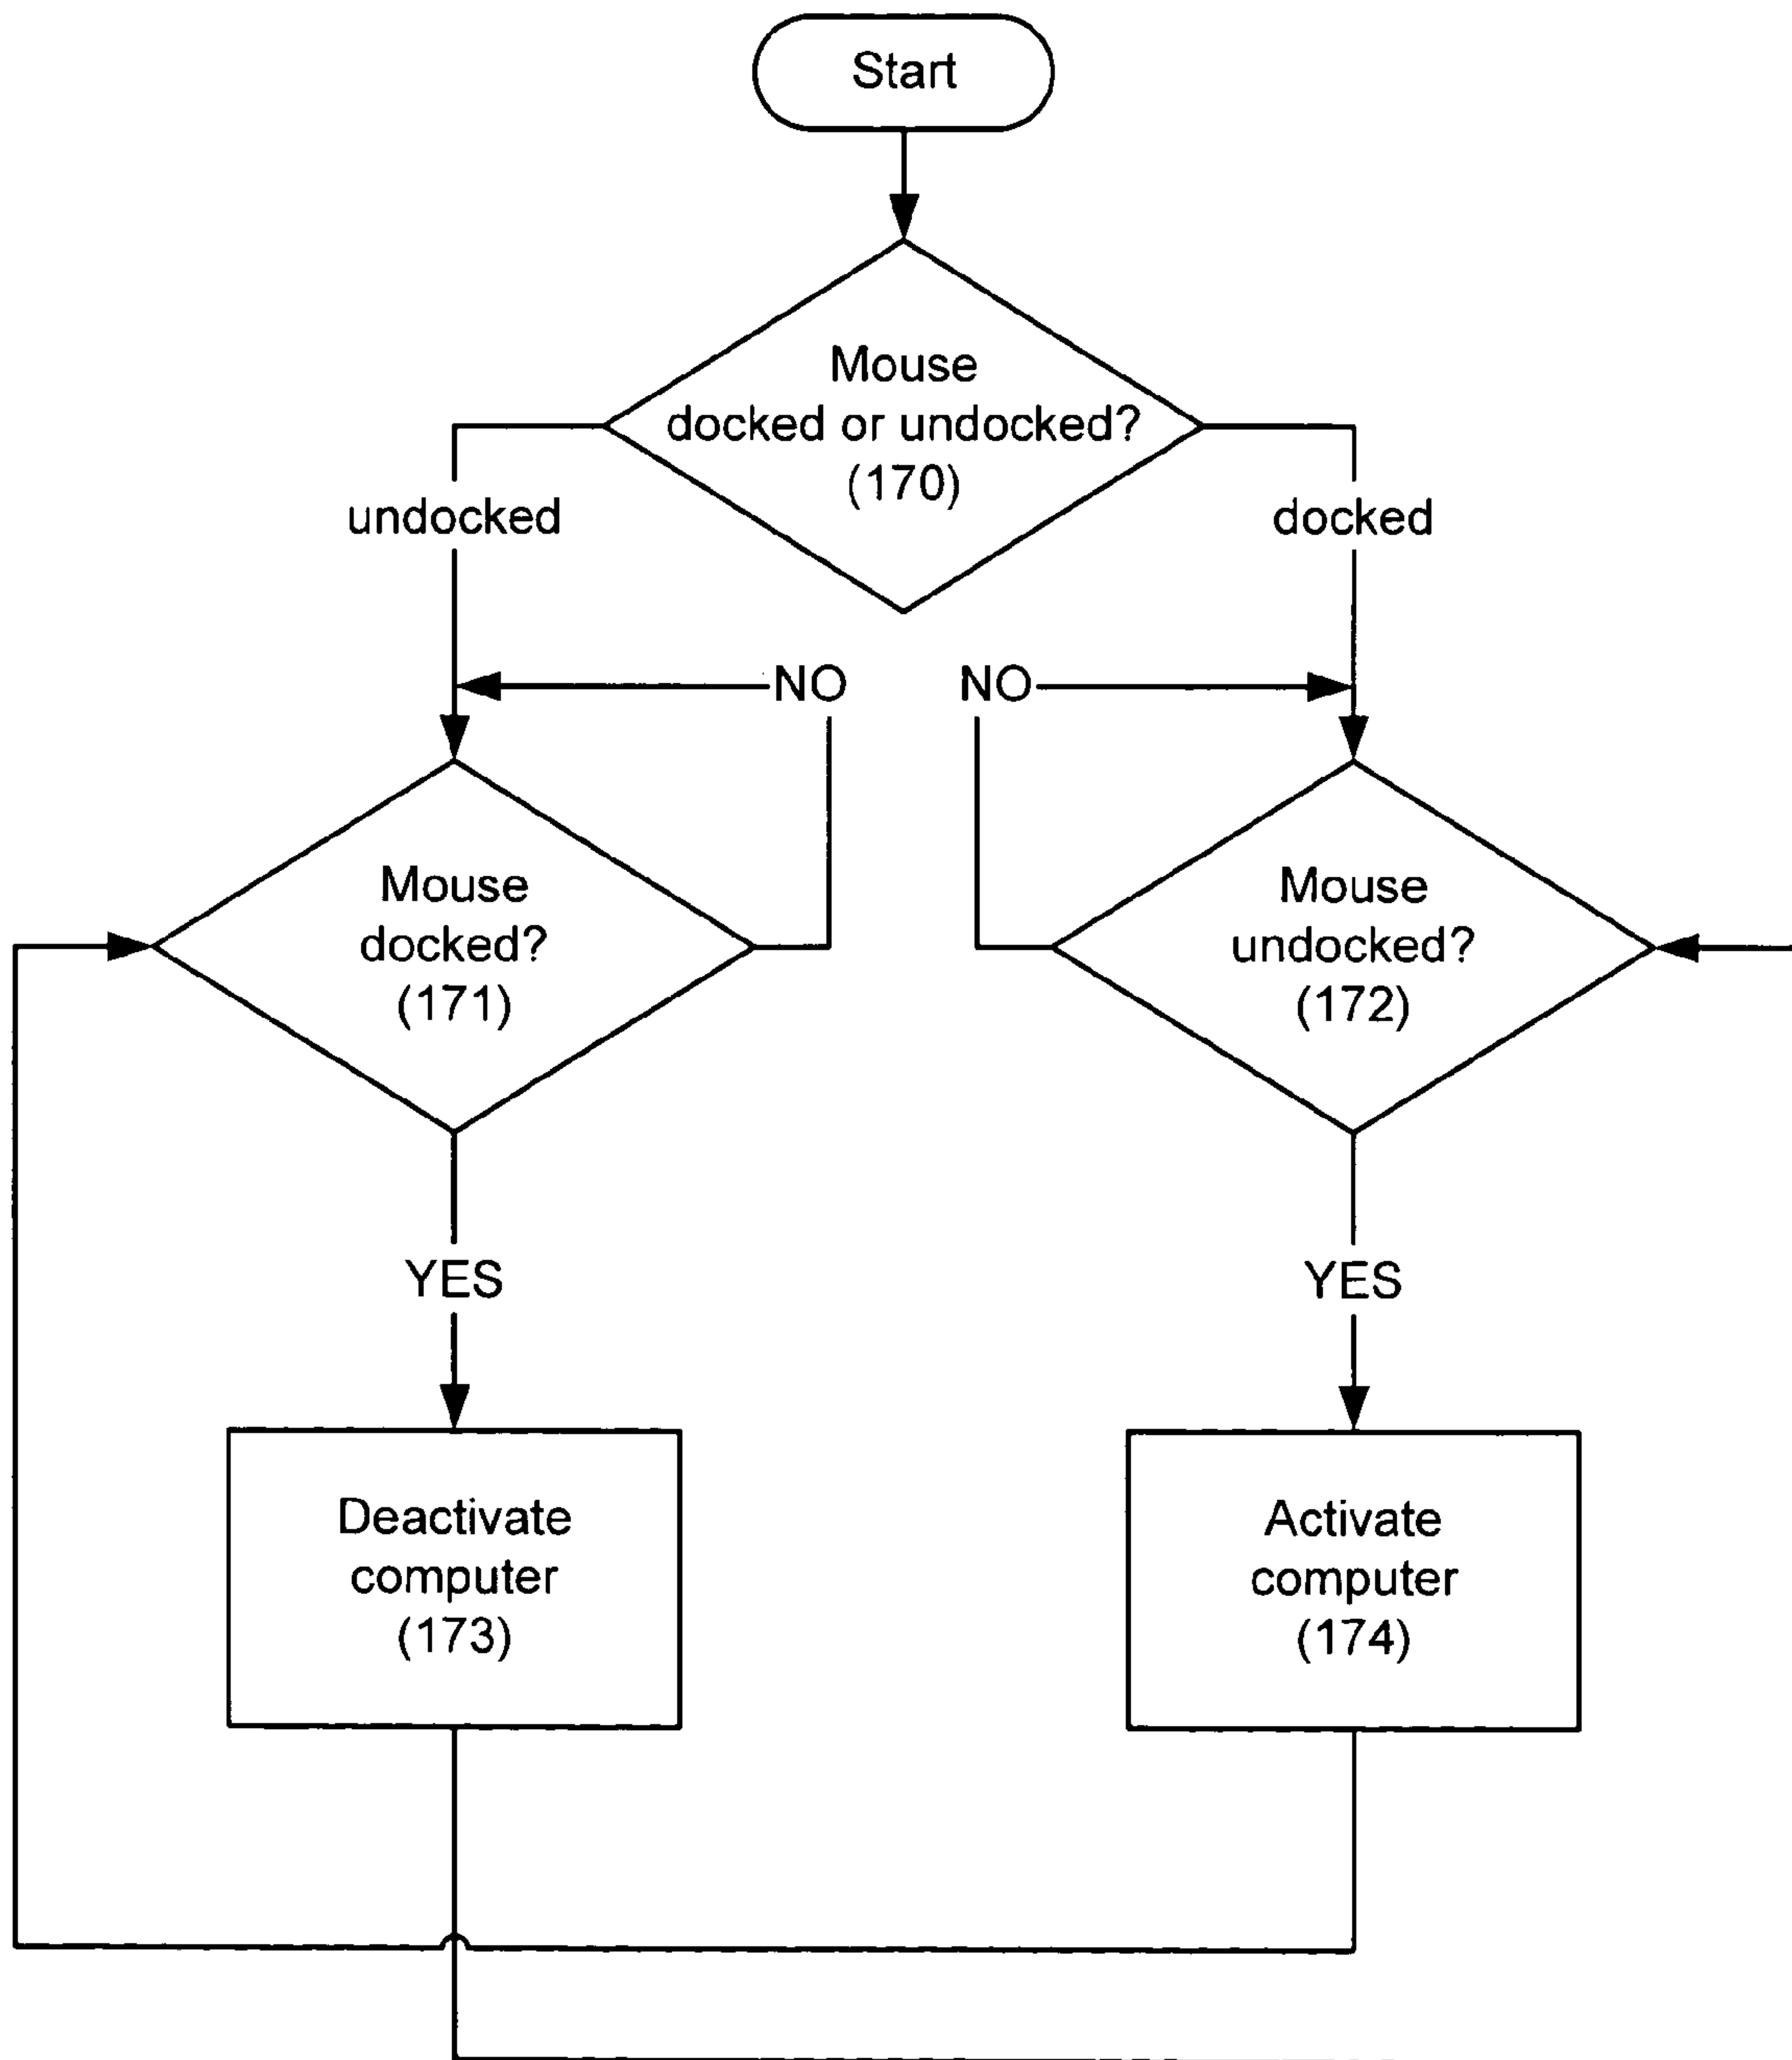 Start
Mouse
docked or undocked?
(170)
undocked
docked
NO
NO
Mouse
docked?
(171)
Mouse
undocked?
(172)
YES
YES
Deactivate
computer
(173)
Activate
computer
(174)